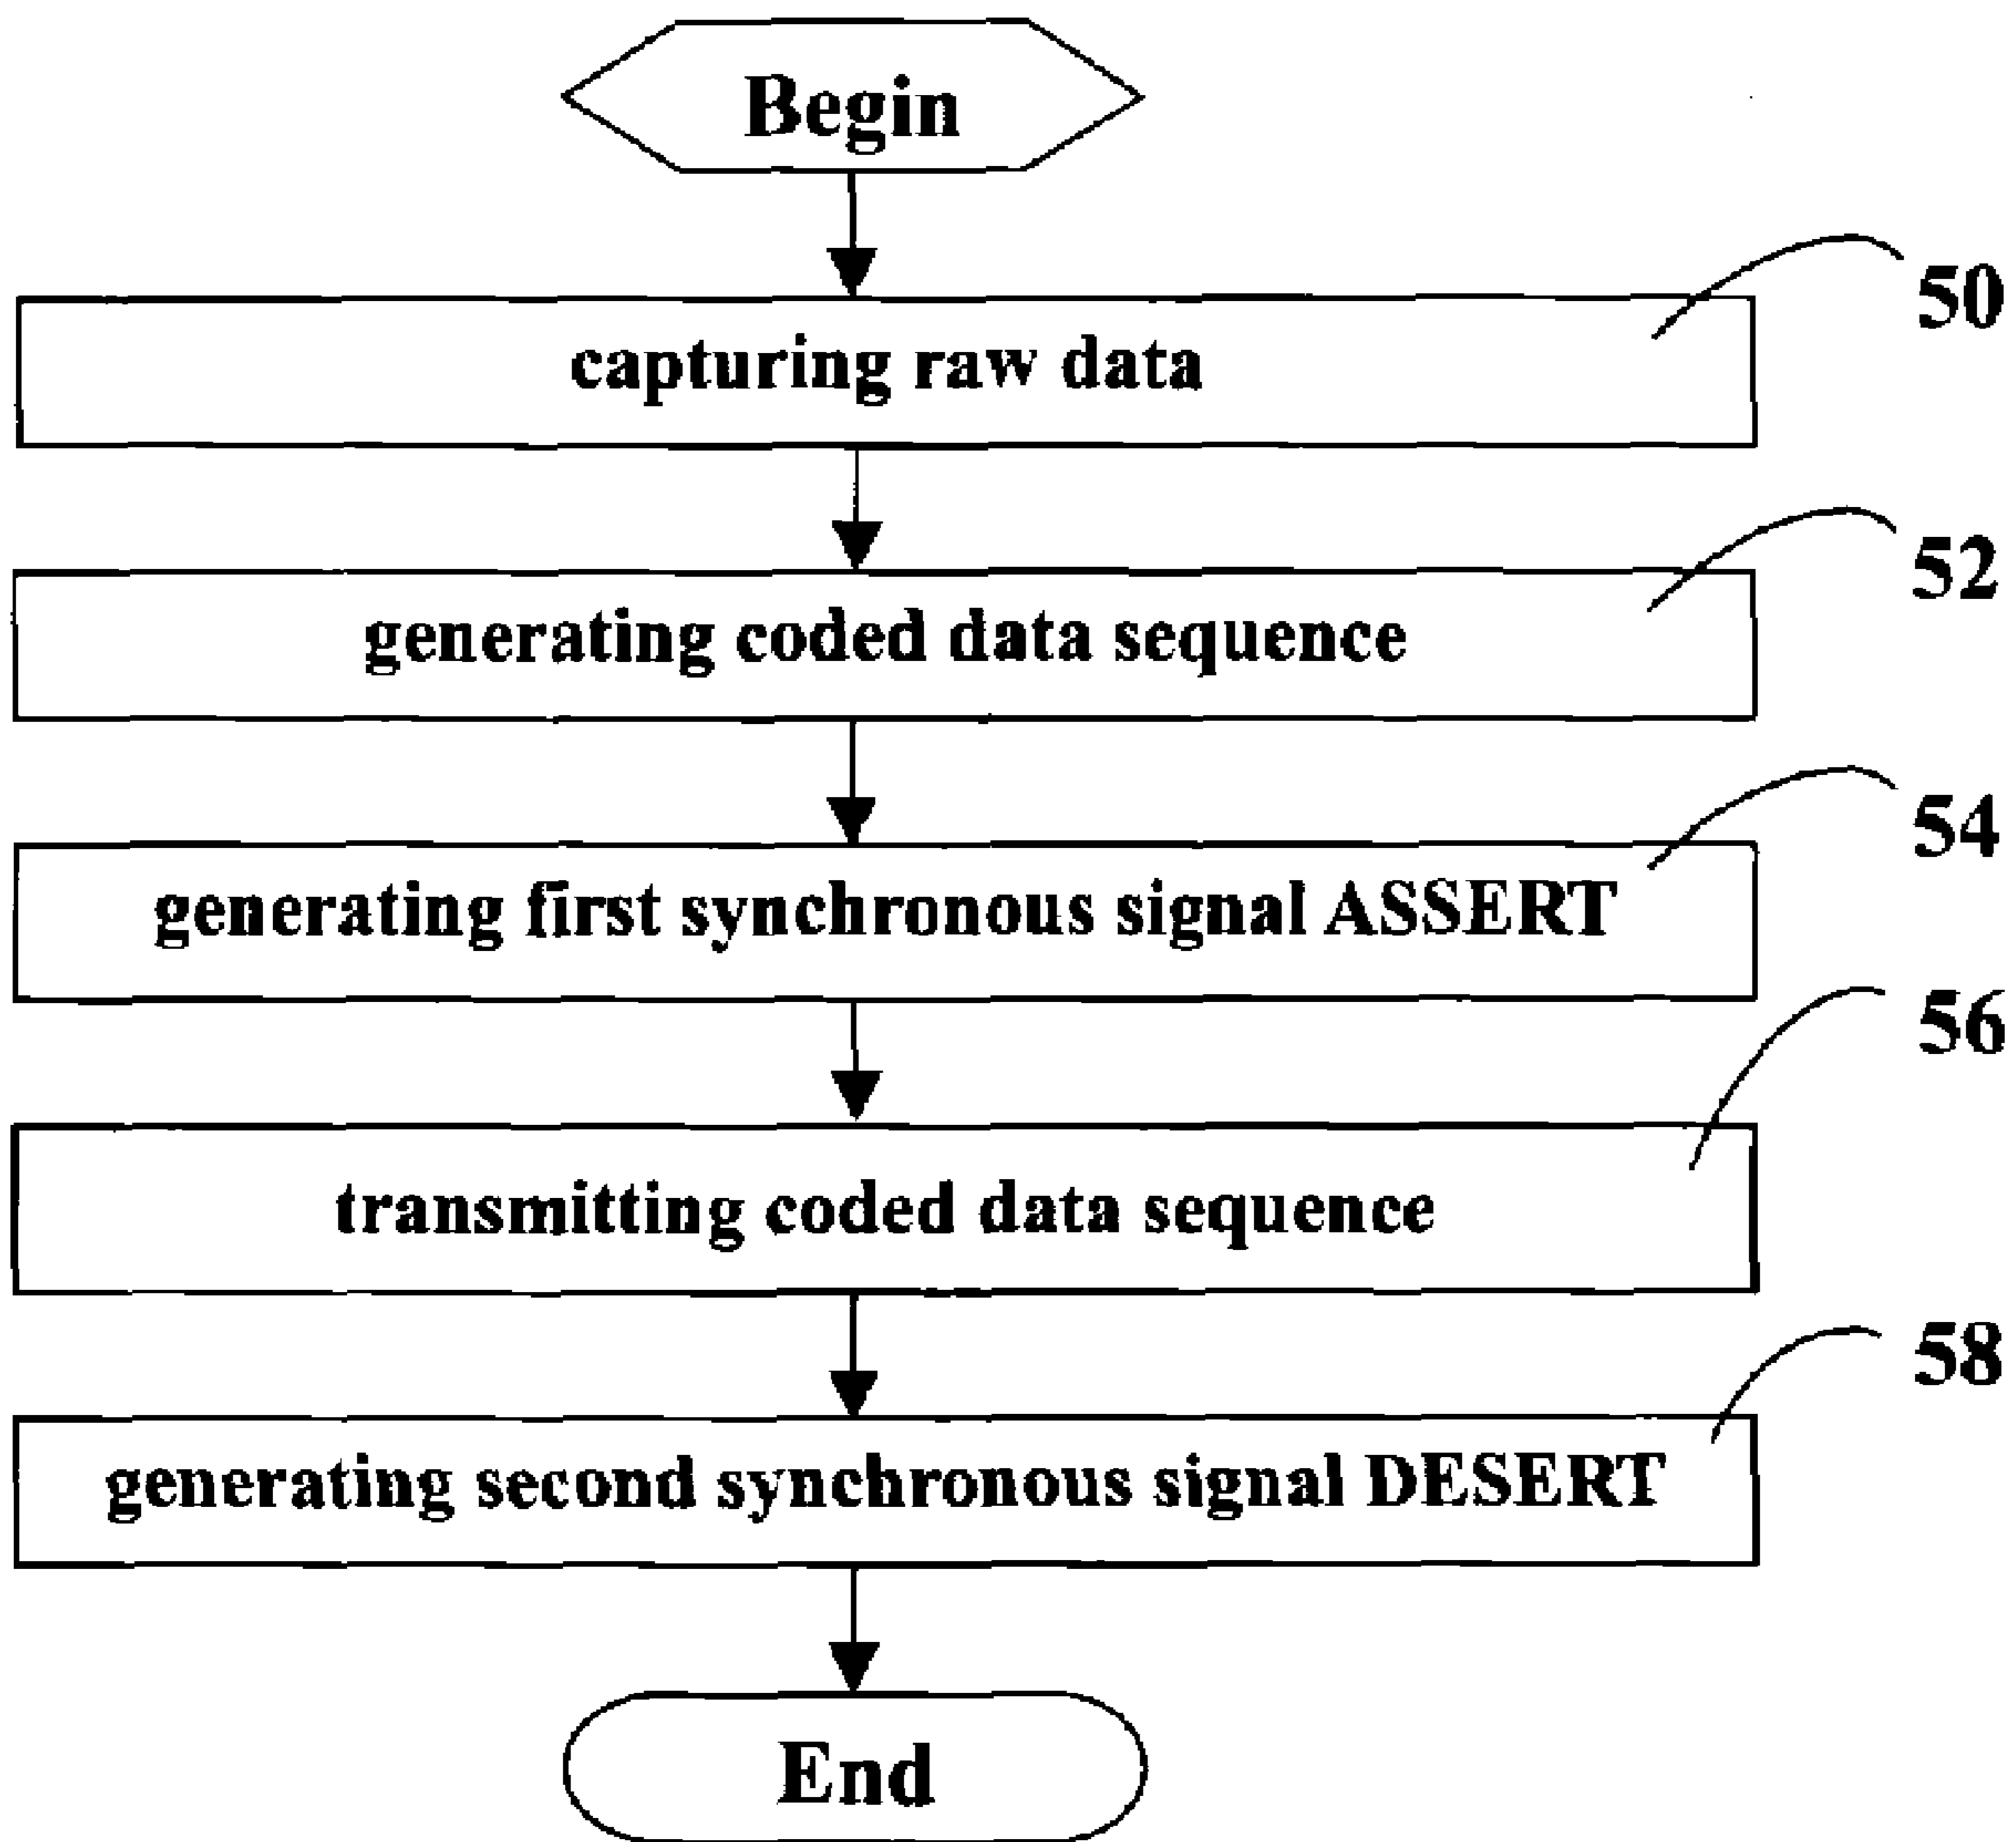 Begin
50
capturing raw data
52
generating coded data sequence
54
generating first synchronous signal ASSERT
56
transmitting coded data sequence
58
generating second synchronous signal DESERT
End